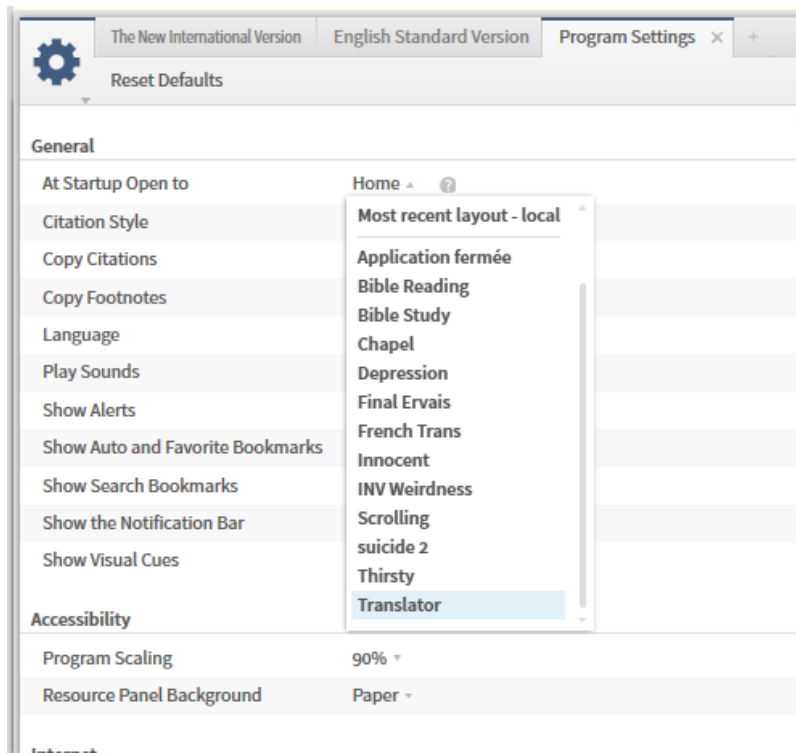 The New International Version
English Standard Version
Program Settings
Reset Defaults
General
At Startup Open to
Home
Most recent layout - local
Application fermée
Bible Reading
Bible Study
Chapel
Depression
Final Ervais
French Trans
Innocent
INV Weirdness
Scrolling
suicide 2
Thirsty
Translator
Citation Style
Copy Citations
Copy Footnotes
Language
Play Sounds
Show Alerts
Show Auto and Favorite Bookmarks
Show Search Bookmarks
Show the Notification Bar
Show Visual Cues
Accessibility
Program Scaling
90%
Resource Panel Background
Paper